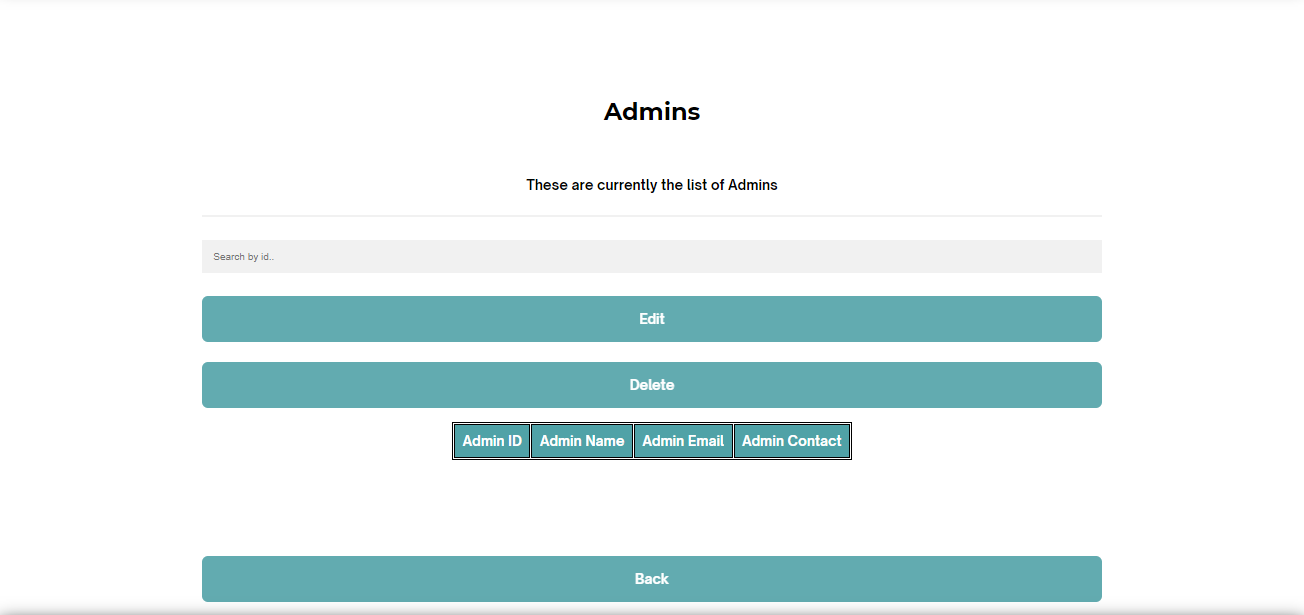 Admins
These are currently the list of Admins
Search by id..
Edit
Delete
Admin ID Admin Name Admin Email Admin Contact
Back